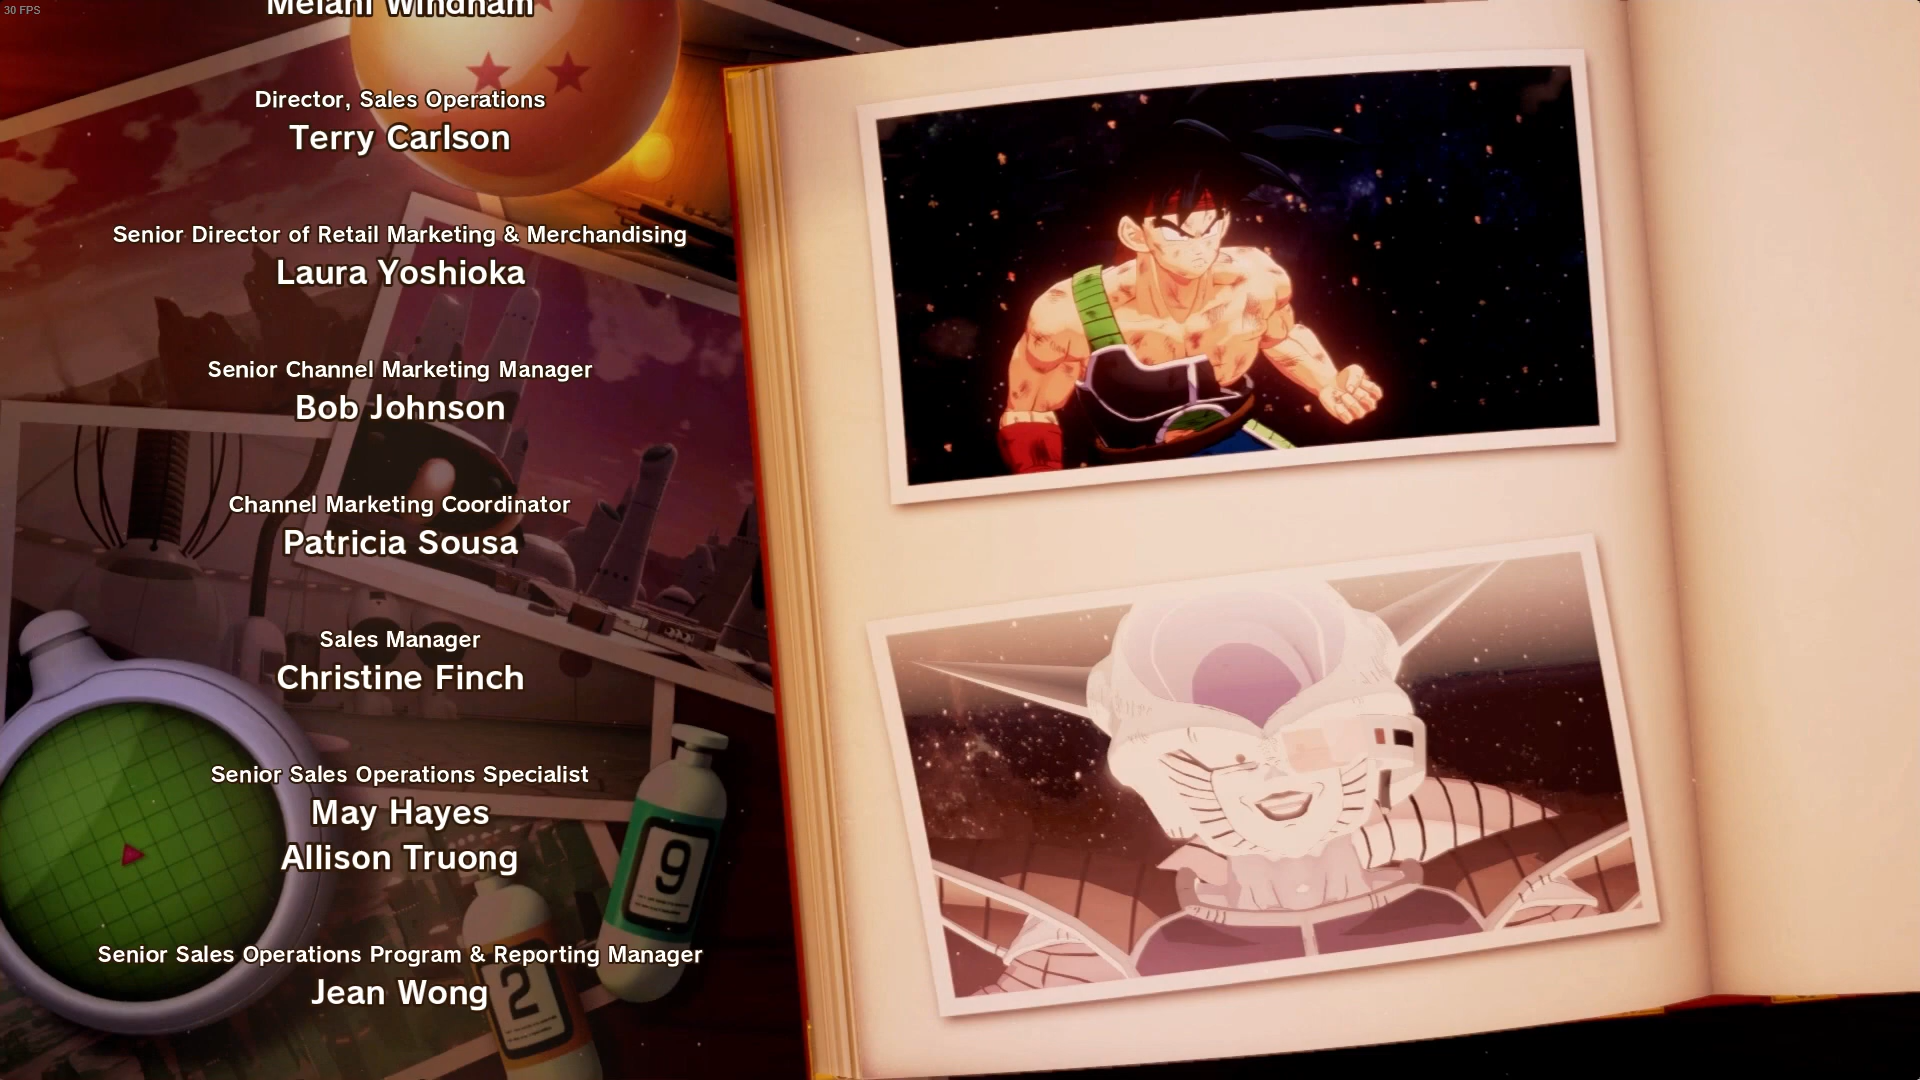 30 FPS
Melani Windham
Director, Sales Operations
Terry Carlson
Senior Director of Retail Marketing & Merchandising
Laura Yoshioka
Senior Channel Marketing Manager
Bob Johnson
Channel Marketing Coordinator
Patricia Sousa
Sales Manager
Christine Finch
Senior Sales Operations Specialist
May Hayes
Allison Truong
9
Senior Sales Operations Program & Reporting Manager
Jean Wong
2